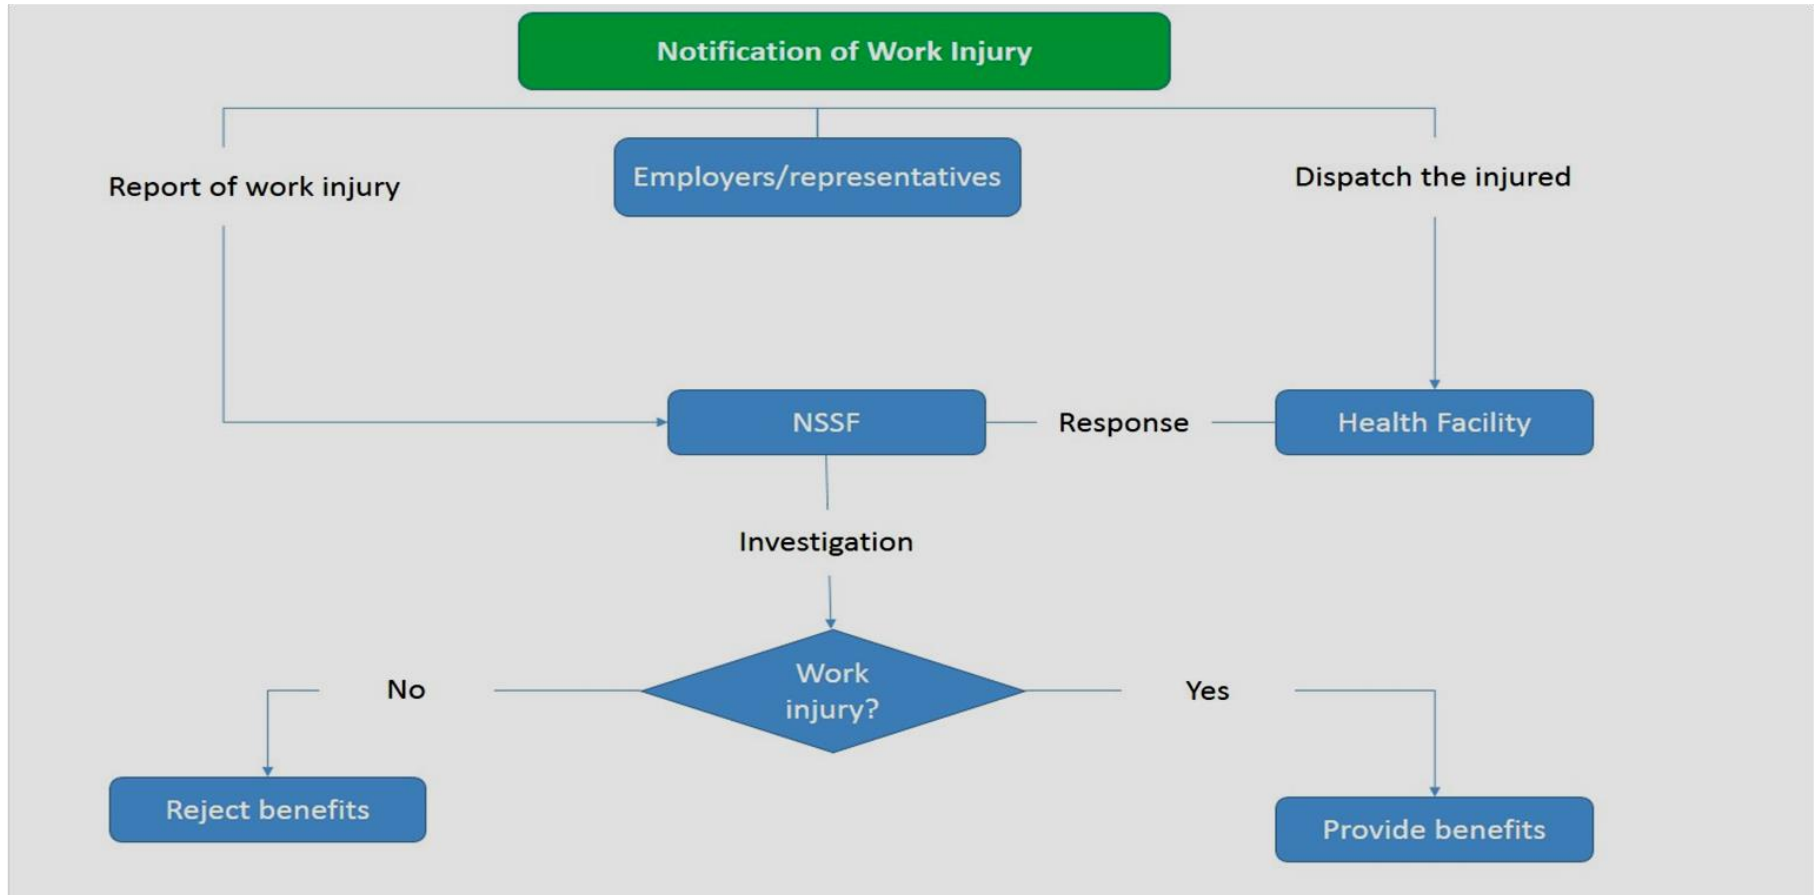 Notification of Work Injury
Employers/representatives
Report of work injury
Dispatch the injured
NSSF
Response
Health Facility
Investigation
Work
injury?
No
Yes
Reject benefits
Provide benefits